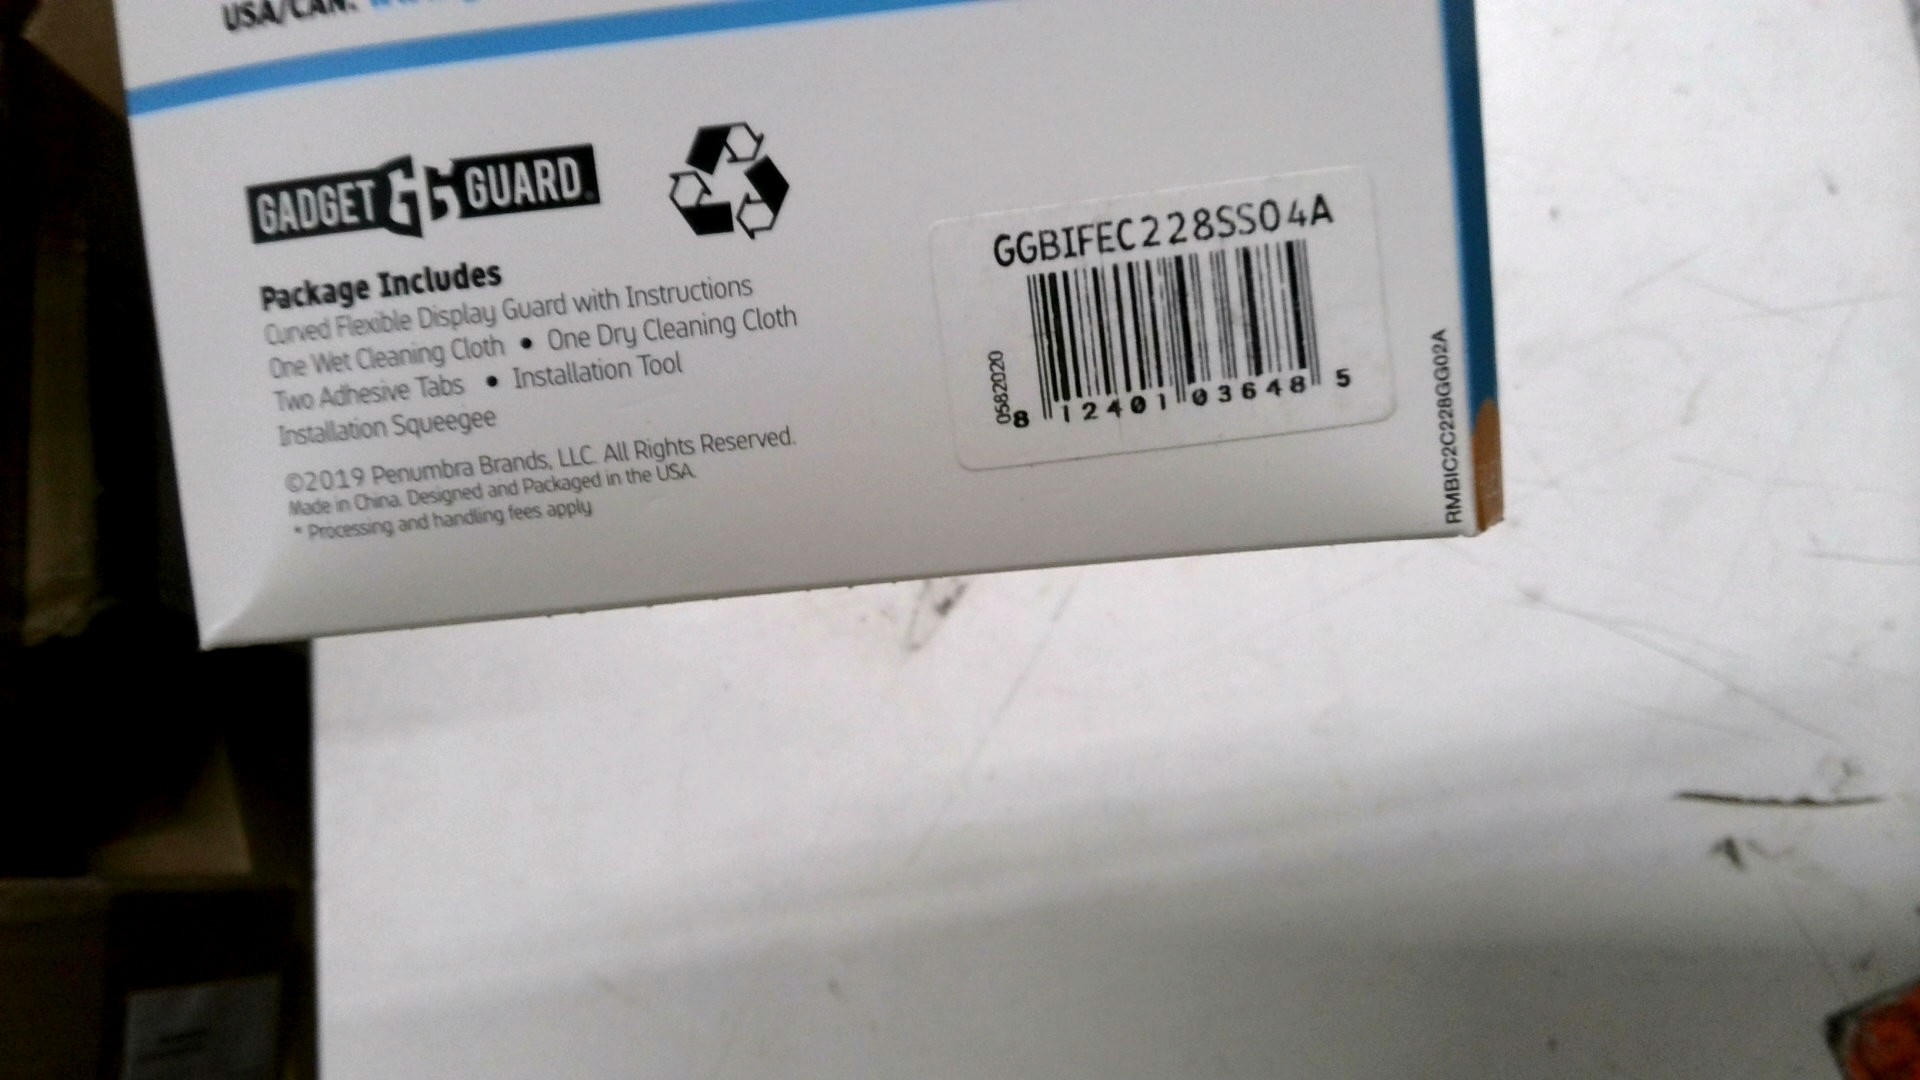 USA/CAN:
GADGET GG GUARD
Package Includes
Curved Flexible Display Guard with Instructions
One Wet Cleaning Cloth • One Dry Cleaning Cloth
Two Adhesive Tabs • Installation Tool
Installation Squeegee
©2019 Penumbra Brands, LLC. All Rights Reserved.
Made in China. Designed and Packaged in the USA.
* Processing and handling fees apply
GGBIFEC228SS04A
0582020
8 12401 03648 5
RMBIC2C228GG02A